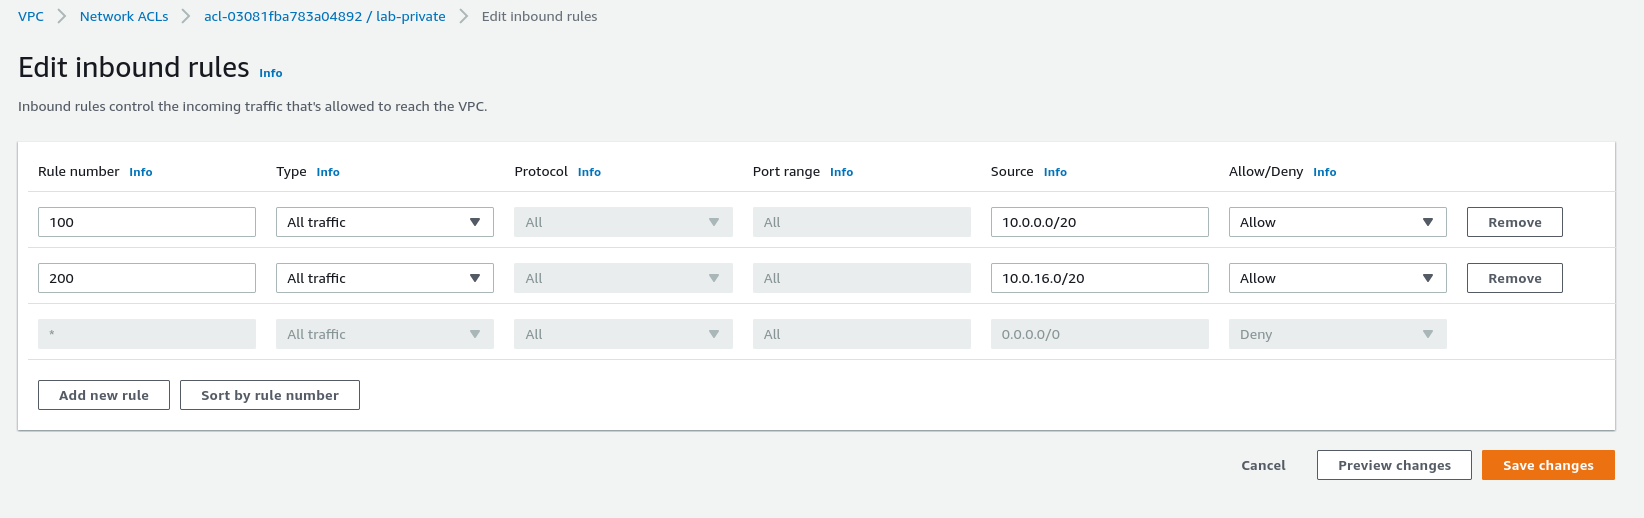 VPC > Network ACLs > acl-03081fba783a04892 / lab-private > Edit inbound rules
Edit inbound rules Info
Inbound rules control the incoming traffic that's allowed to reach the VPC.
Rule number Info Type Info Protocol Info Port range Info Source Info Allow/Deny Info
100 All traffic All All 10.0.0.0/20 Allow Remove
200 All traffic All All 10.0.16.0/20 Allow Remove
* All traffic All All 0.0.0.0/0 Deny
Add new rule Sort by rule number
Cancel Preview changes Save changes